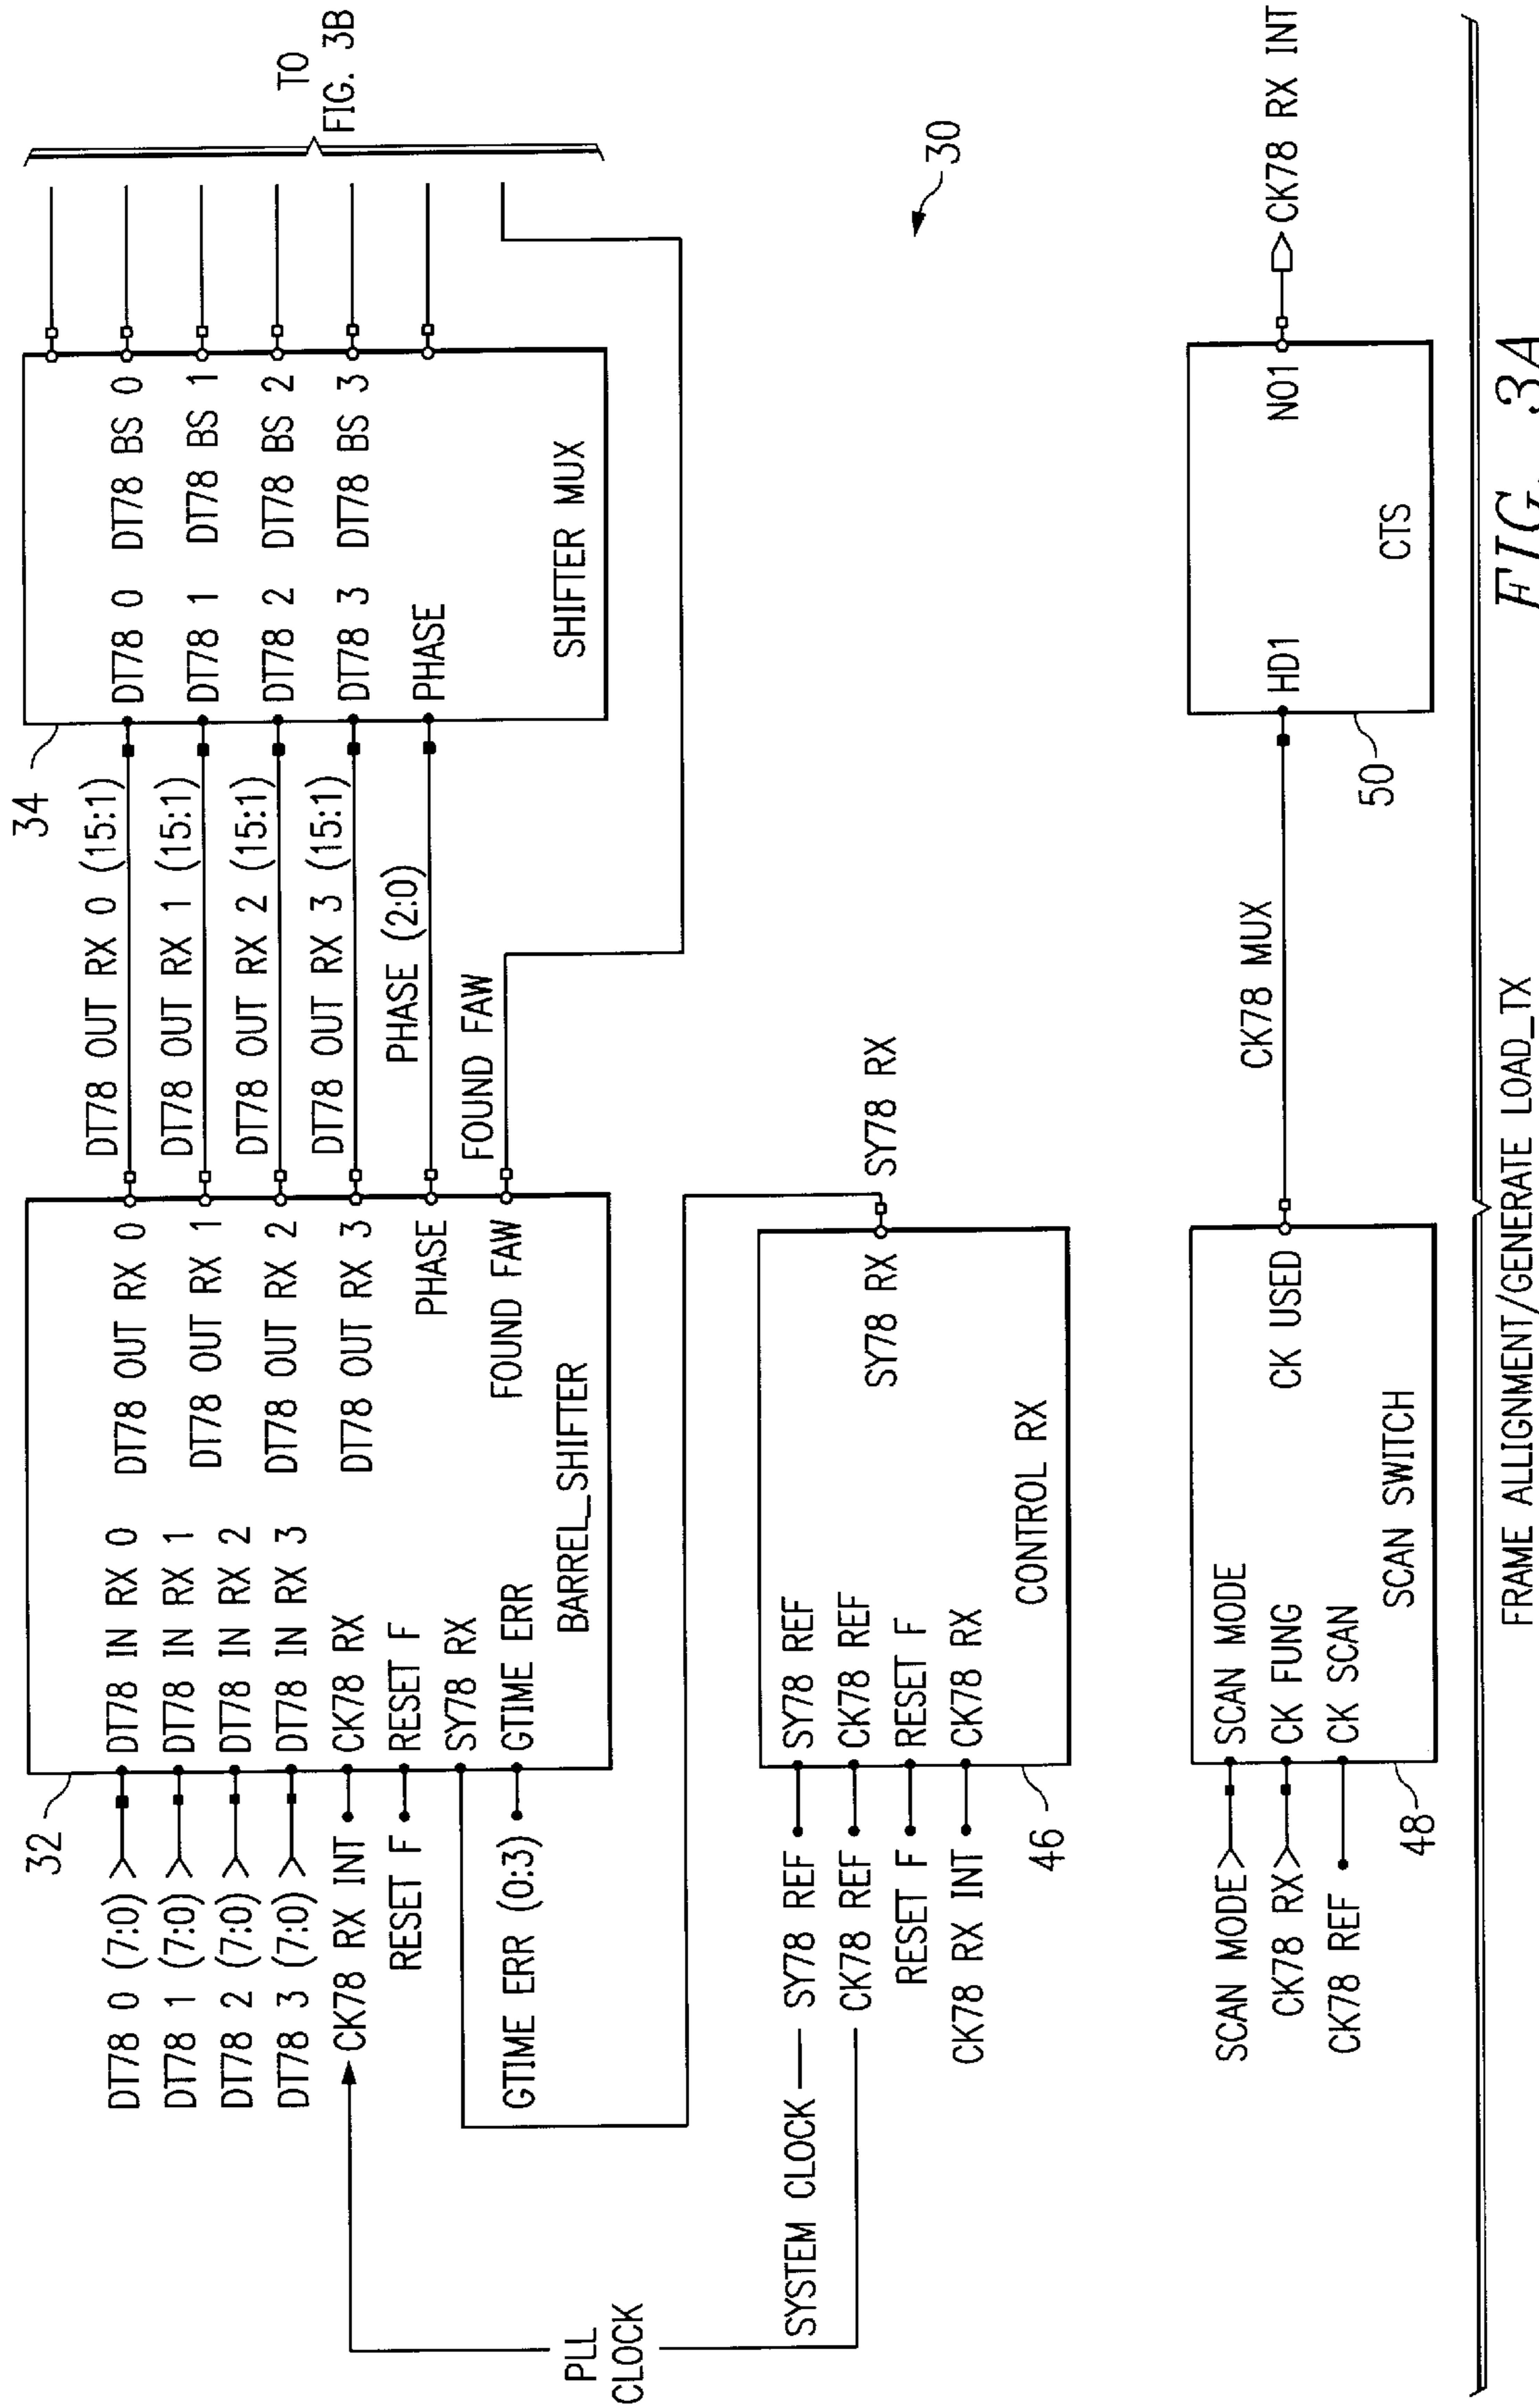 32
DT78 0 (7:0)
DT78 1 (7:0)
DT78 2 (7:0)
DT78 3 (7:0)
CK78 RX INT
RESET F
GTIME ERR (0:3)
DT78 IN RX 0
DT78 IN RX 1
DT78 IN RX 2
DT78 IN RX 3
CK78 RX
RESET F
SY78 RX
GTIME ERR
DT78 OUT RX 0
DT78 OUT RX 1
DT78 OUT RX 2
DT78 OUT RX 3
PHASE
FOUND FAW
BARREL_SHIFTER
DT78 OUT RX 0 (15:1)
DT78 OUT RX 1 (15:1)
DT78 OUT RX 2 (15:1)
DT78 OUT RX 3 (15:1)
PHASE (2:0)
FOUND FAW
34
DT78 0 DT78 BS 0
DT78 1 DT78 BS 1
DT78 2 DT78 BS 2
DT78 3 DT78 BS 3
PHASE
SHIFTER MUX
TO
FIG. 3B
PLL
CLOCK
SYSTEM CLOCK
SY78 REF
CK78 REF
RESET F
CK78 RX INT
46
SY78 REF
CK78 REF
RESET F
CK78 RX
SY78 RX
CONTROL RX
SY78 RX
30
SCAN MODE
CK78 RX
CK78 REF
48
SCAN MODE
CK FUNG
CK SCAN
CK USED
SCAN SWITCH
CK78 MUX
50
HD1
NO1
CTS
CK78 RX INT
FRAME ALLIGNMENT/GENERATE LOAD_TX
FIG. 3A